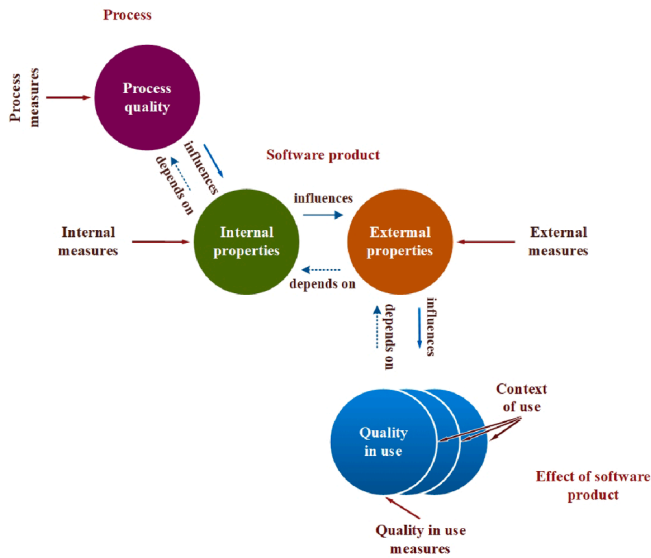 Process
Process
measures
Process
quality
influences
depends on
Software product
Internal
measures
Internal
properties
influences
depends on
Extermal
properties
External
measures
depends on
influences
Context
of use
Quality
in use
Effect of software
product
Quality in use
measures